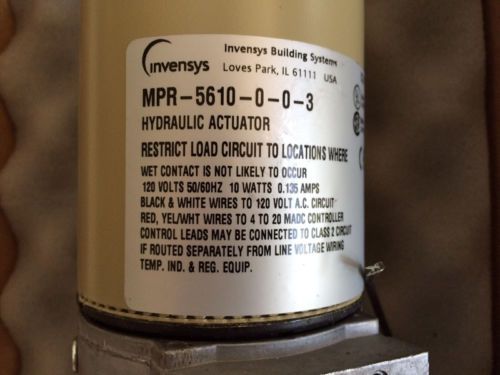 invensys
Invensys Building Systems
Loves Park, IL 61111 USA
MPR-5610-0-0-3
HYDRAULIC ACTUATOR
RESTRICT LOAD CIRCUIT TO LOCATIONS WHERE
WET CONTACT IS NOT LIKELY TO OCCUR
120 VOLTS 50/60HZ 10 WATTS 0.135 AMPS
BLACK & WHITE WIRES TO 120 VOLT A.C. CIRCUIT
RED, YEL/WHT WIRES TO 4 TO 20 MADC CONTROLLER
CONTROL LEADS MAY BE CONNECTED TO CLASS 2 CIRCUIT
IF ROUTED SEPARATELY FROM LINE VOLTAGE WIRING
TEMP. IND. & REG. EQUIP.